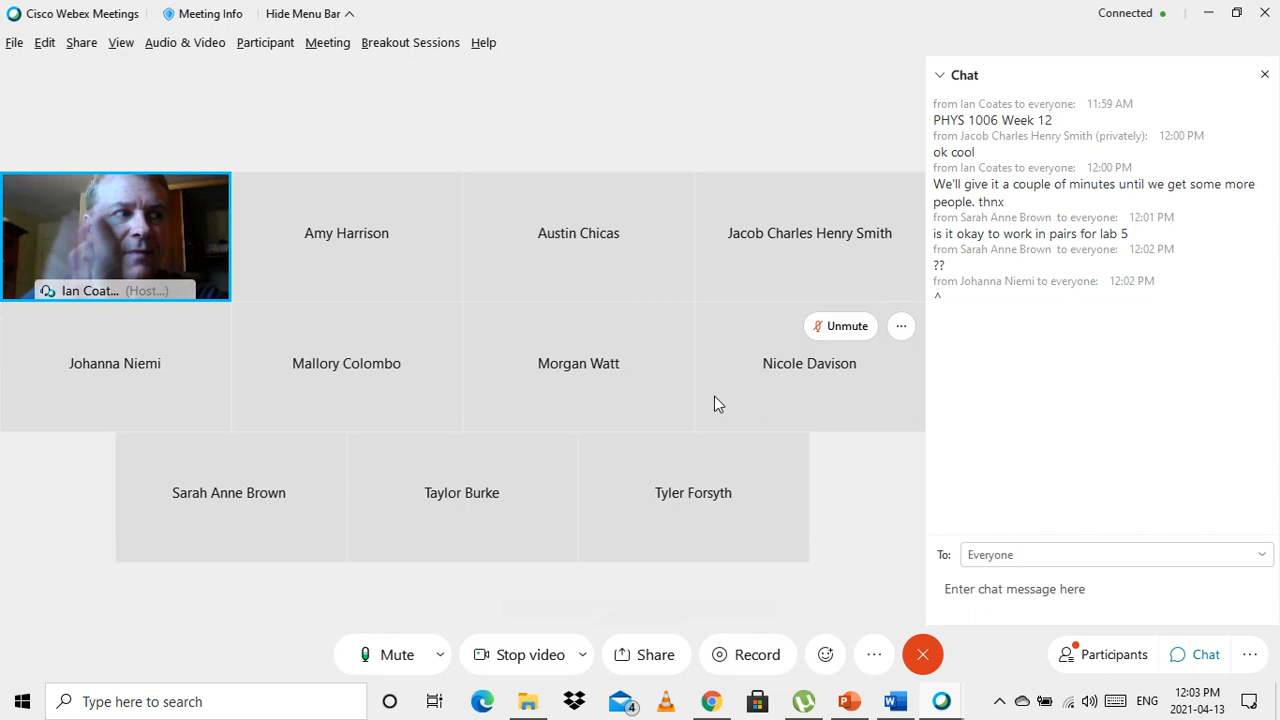 Cisco Webex Meetings
Meeting Info
Hide Menu Bar
Connected
File Edit Share View Audio & Video Participant Meeting Breakout Sessions Help
Chat
from Ian Coates to everyone: 11:59 AM
PHYS 1006 Week 12
from Jacob Charles Henry Smith (privately): 12:00 PM
ok cool
from Ian Coates to everyone: 12:00 PM
We'll give it a couple of minutes until we get some more
people. thnx
from Sarah Anne Brown to everyone: 12:01 PM
is it okay to work in pairs for lab 5
from Sarah Anne Brown to everyone: 12:02 PM
??
from Johanna Niemi to everyone: 12:02 PM
^
Ian Coat... (Host...)
Amy Harrison
Austin Chicas
Jacob Charles Henry Smith
Unmute
Johanna Niemi
Mallory Colombo
Morgan Watt
Nicole Davison
Sarah Anne Brown
Taylor Burke
Tyler Forsyth
To: Everyone
Enter chat message here
Mute
Stop video
Share
Record
Participants
Chat
Type here to search
4
ENG
12:03 PM
2021-04-13